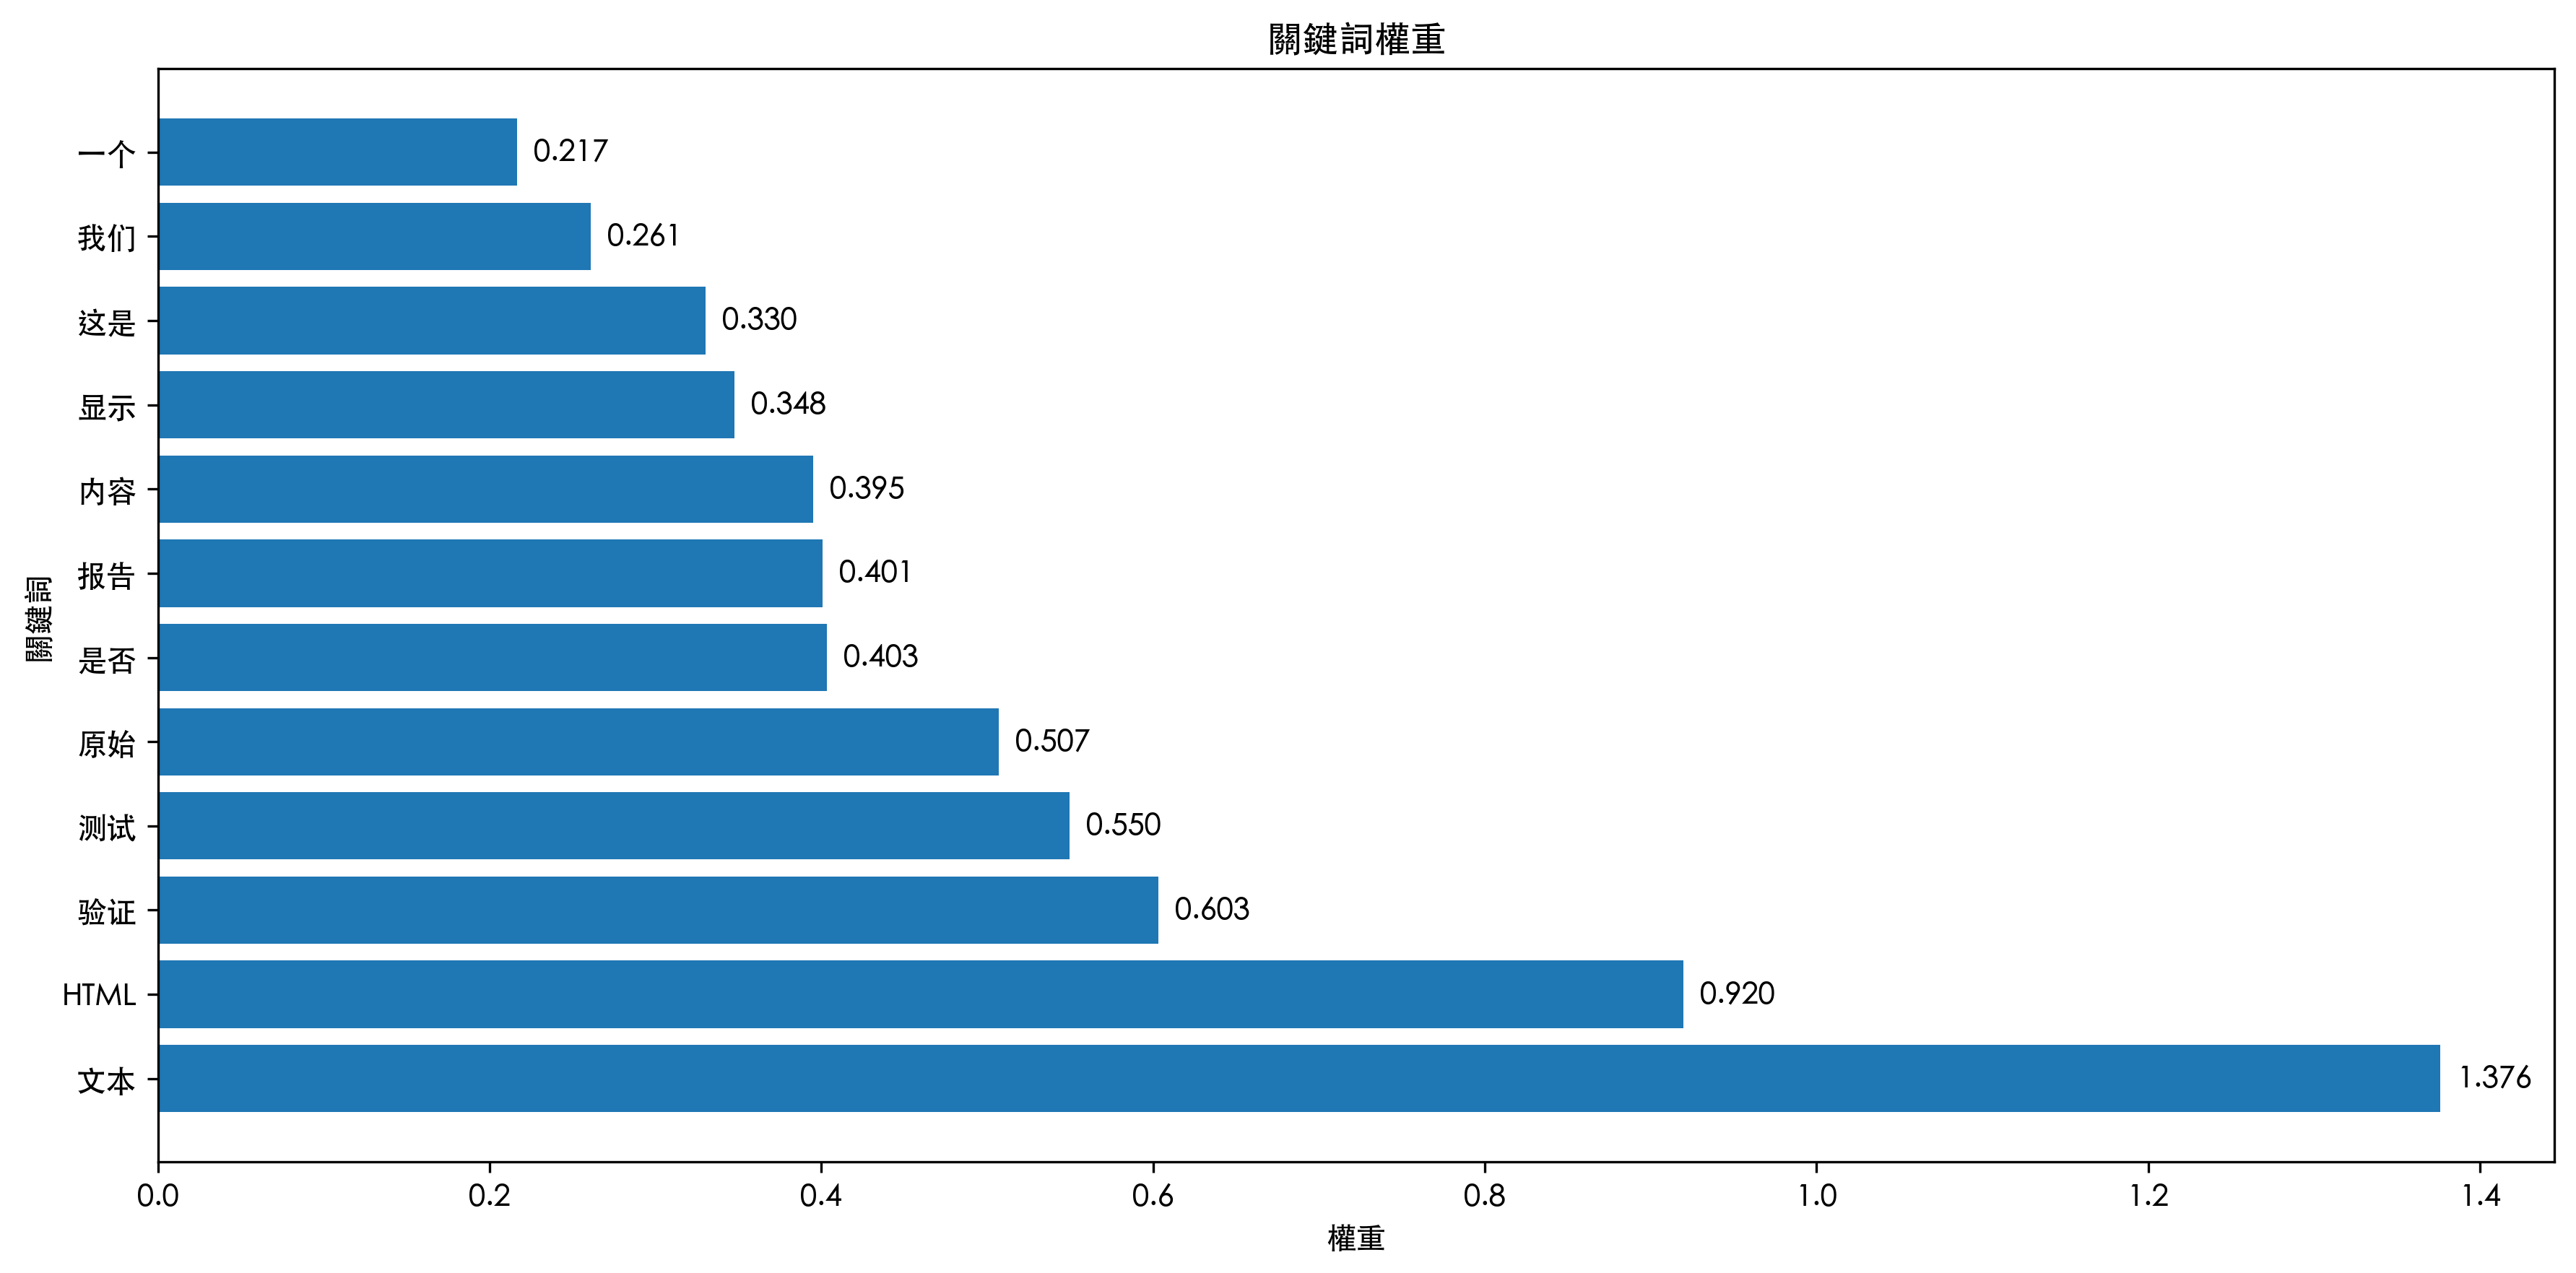 關鍵詞權重
一个 0.217
我们 0.261
这是 0.330
显示 0.348
内容 0.395
报告 0.401
是否 0.403
原始 0.507
测试 0.550
验证 0.603
HTML 0.920
文本 1.376
關鍵詞
0.0 0.2 0.4 0.6 0.8 1.0 1.2 1.4
權重